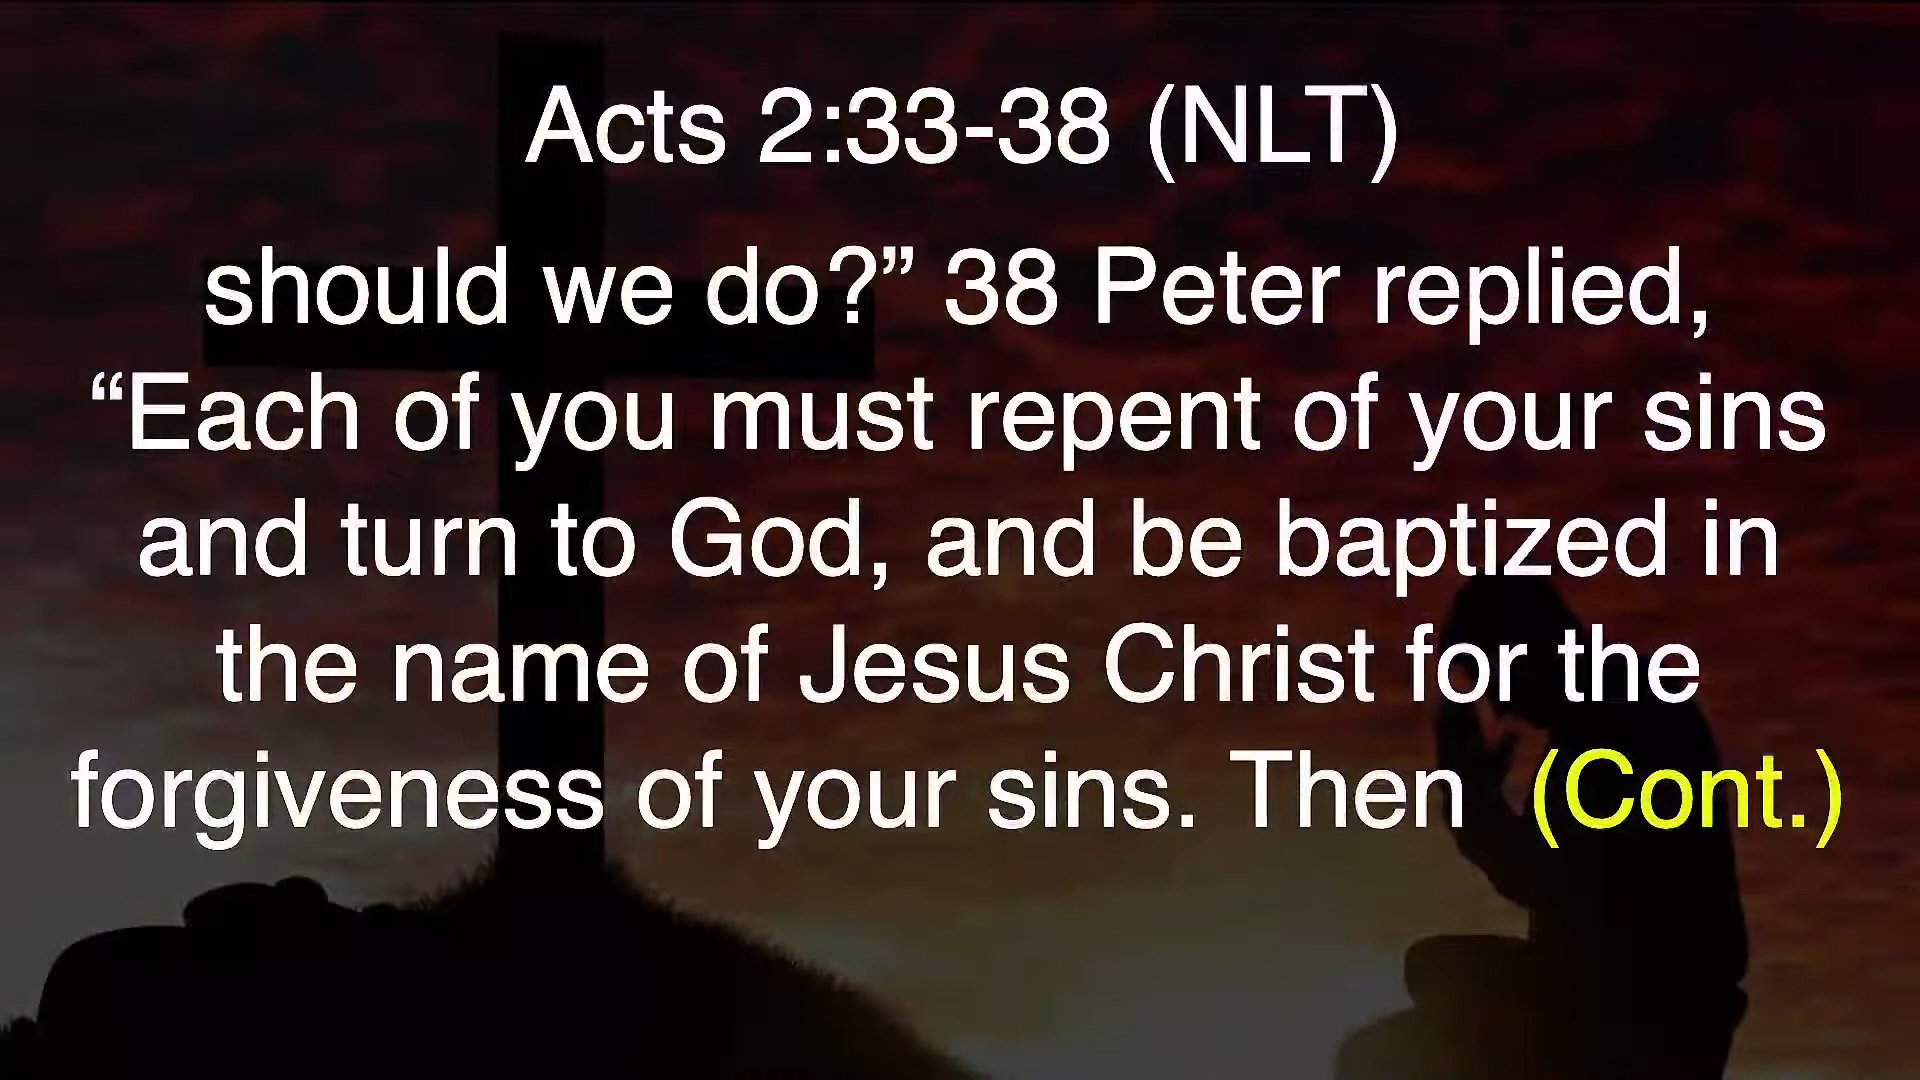 Acts 2:33-38 (NLT)
should we do?” 38 Peter replied,
“Each of you must repent of your sins
and turn to God, and be baptized in
the name of Jesus Christ for the
forgiveness of your sins. Then (Cont.)